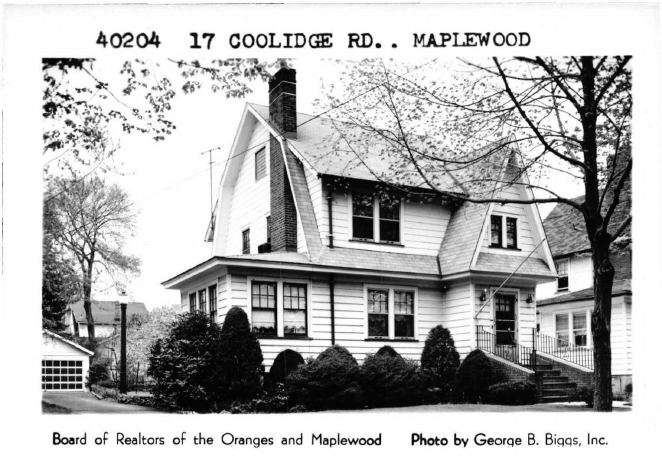 40204 17 COOLIDGE RD.. MAPLEWOOD
Board of Realtors of the Oranges and Maplewood Photo by George B. Biggs, Inc.